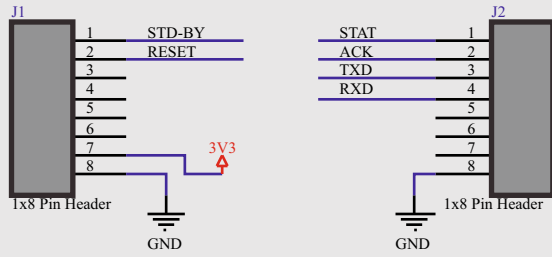 J1
1 STD-BY
2 RESET
3
4
5
6
7
8
3V3
1x8 Pin Header
GND
J2
STAT 1
ACK 2
TXD 3
RXD 4
5
6
7
8
1x8 Pin Header
GND